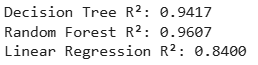 Decision Tree R²: 0.9417
Random Forest R²: 0.9607
Linear Regression R²: 0.8400